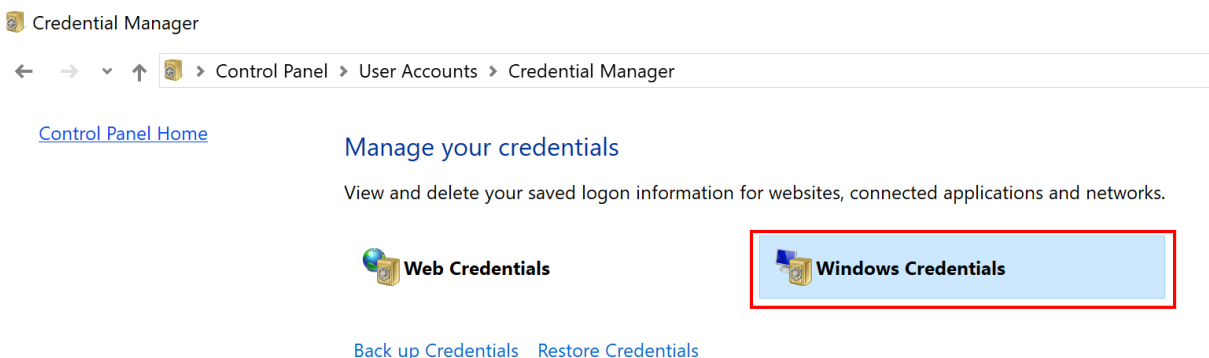 Credential Manager
Control Panel > User Accounts > Credential Manager
Control Panel Home
Manage your credentials
View and delete your saved logon information for websites, connected applications and networks.
Web Credentials
Windows Credentials
Back up Credentials Restore Credentials